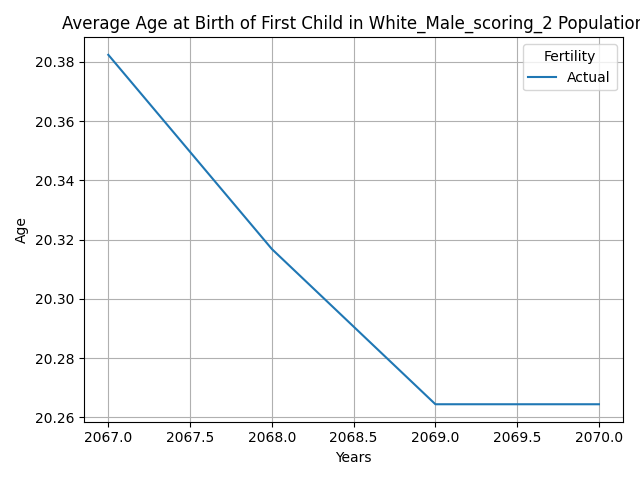 Average Age at Birth of First Child in White_Male_scoring_2 Population
20.38
20.36
20.34
20.32
20.30
20.28
20.26
Age
Fertility
Actual
2067.0 2067.5 2068.0 2068.5 2069.0 2069.5 2070.0
Years